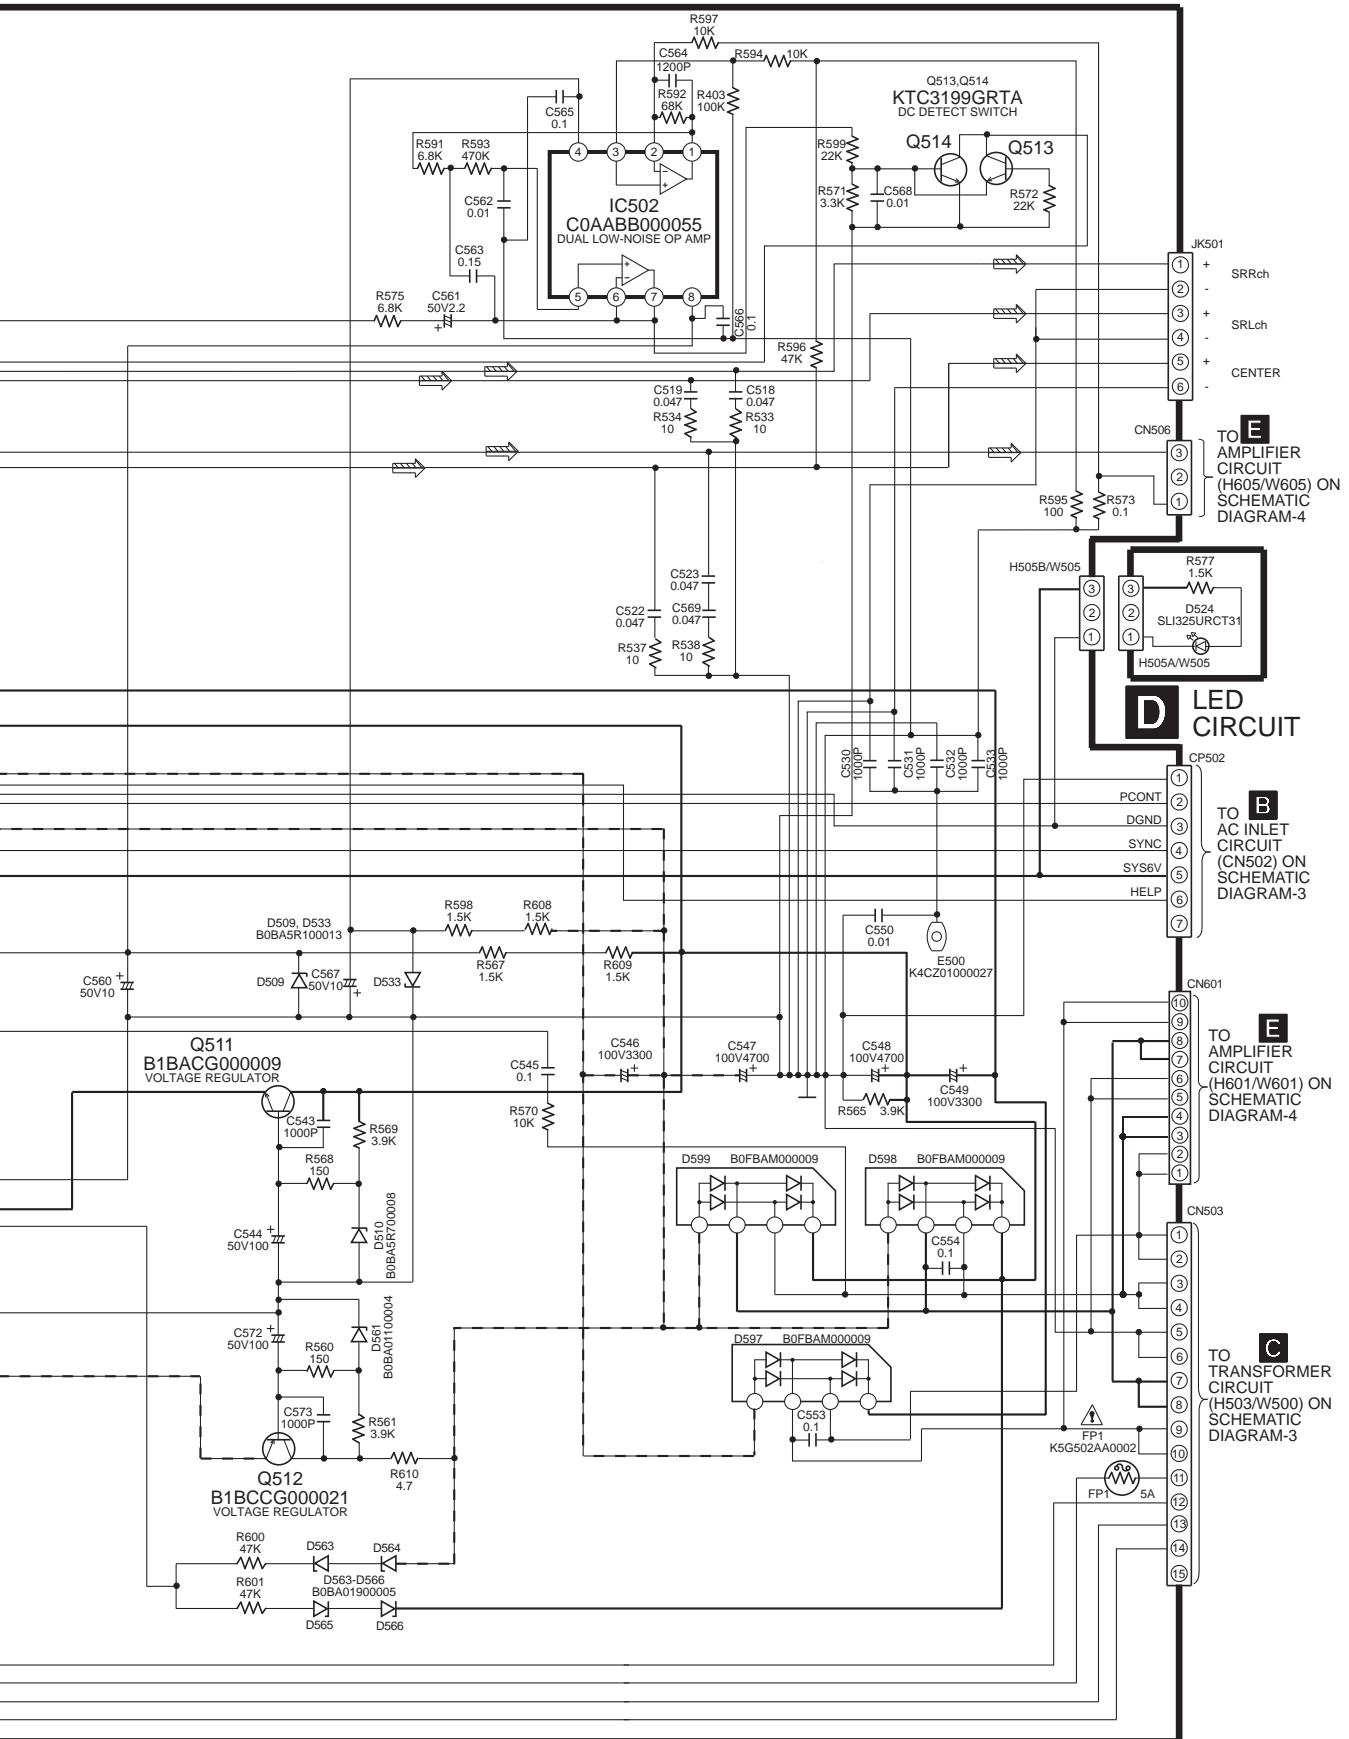 R597
10K
C564
1200P
R594 10K
R592
68K
R403
100K
C565
0.1
Q513,Q514
KTC3199GRTA
DC DETECT SWITCH
Q514
Q513
R599
22K
R571
3.3K
C568
0.01
R572
22K
R591
6.8K
R593
470K
4 3 2 1
IC502
C0AABB000055
DUAL LOW-NOISE OP AMP
5 6 7 8
C562
0.01
C563
0.15
R575
6.8K
C561
50V2.2
+
C566
0.1
R596
47K
JK501
1 + SRRch
2 -
3 + SRLch
4 -
5 + CENTER
6 -
C519
0.047
C518
0.047
R534
10
R533
10
CN506
3
2
1
TO E
AMPLIFIER
CIRCUIT
(H605/W605) ON
SCHEMATIC
DIAGRAM-4
R595
100
R573
0.1
H505B/W505
3
2
1
3
2
1
R577
1.5K
D524
SLI325URCT31
H505A/W505
C523
0.047
C522
0.047
C569
0.047
R537
10
R538
10
D LED
CIRCUIT
C530
1000P
C531
1000P
C532
1000P
C533
1000P
CP502
1
PCONT 2
DGND 3
SYNC 4
SYS6V 5
HELP 6
7
TO B
AC INLET
CIRCUIT
(CN502) ON
SCHEMATIC
DIAGRAM-3
R598
1.5K
R608
1.5K
D509, D533
B0BA5R100013
C550
0.01
E500
K4CZ01000027
C560
50V10
+
D509
C567
50V10
+
D533
R567
1.5K
R609
1.5K
Q511
B1BACG000009
VOLTAGE REGULATOR
C545
0.1
C546
100V3300
+
C547
100V4700
+
C548
100V4700
+
C549
100V3300
+
R565 3.9K
R570
10K
C543
1000P
R569
3.9K
R568
150
C544
50V100
+
D510
B0BA5R700008
CN601
10
9
8
7
6
5
4
3
2
1
TO E
AMPLIFIER
CIRCUIT
(H601/W601) ON
SCHEMATIC
DIAGRAM-4
D599 B0FBAM000009
D598 B0FBAM000009
C554
0.1
C572
50V100
+
R560
150
D561
B0BA01100004
C573
1000P
R561
3.9K
R610
4.7
D597 B0FBAM000009
C553
0.1
CN503
1
2
3
4
5
6
7
8
9
10
11
12
13
14
15
TO C
TRANSFORMER
CIRCUIT
(H503/W500) ON
SCHEMATIC
DIAGRAM-3
FP1
K5G502AA0002
FP1 5A
Q512
B1BCCG000021
VOLTAGE REGULATOR
R600
47K
D563
D564
D563-D566
B0BA01900005
R601
47K
D565
D566